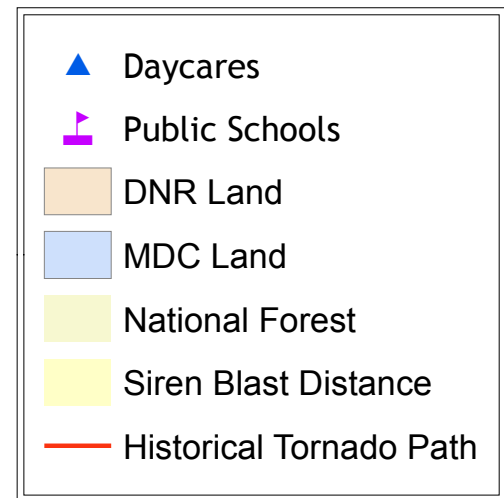 Daycares
Public Schools
DNR Land
MDC Land
National Forest
Siren Blast Distance
Historical Tornado Path